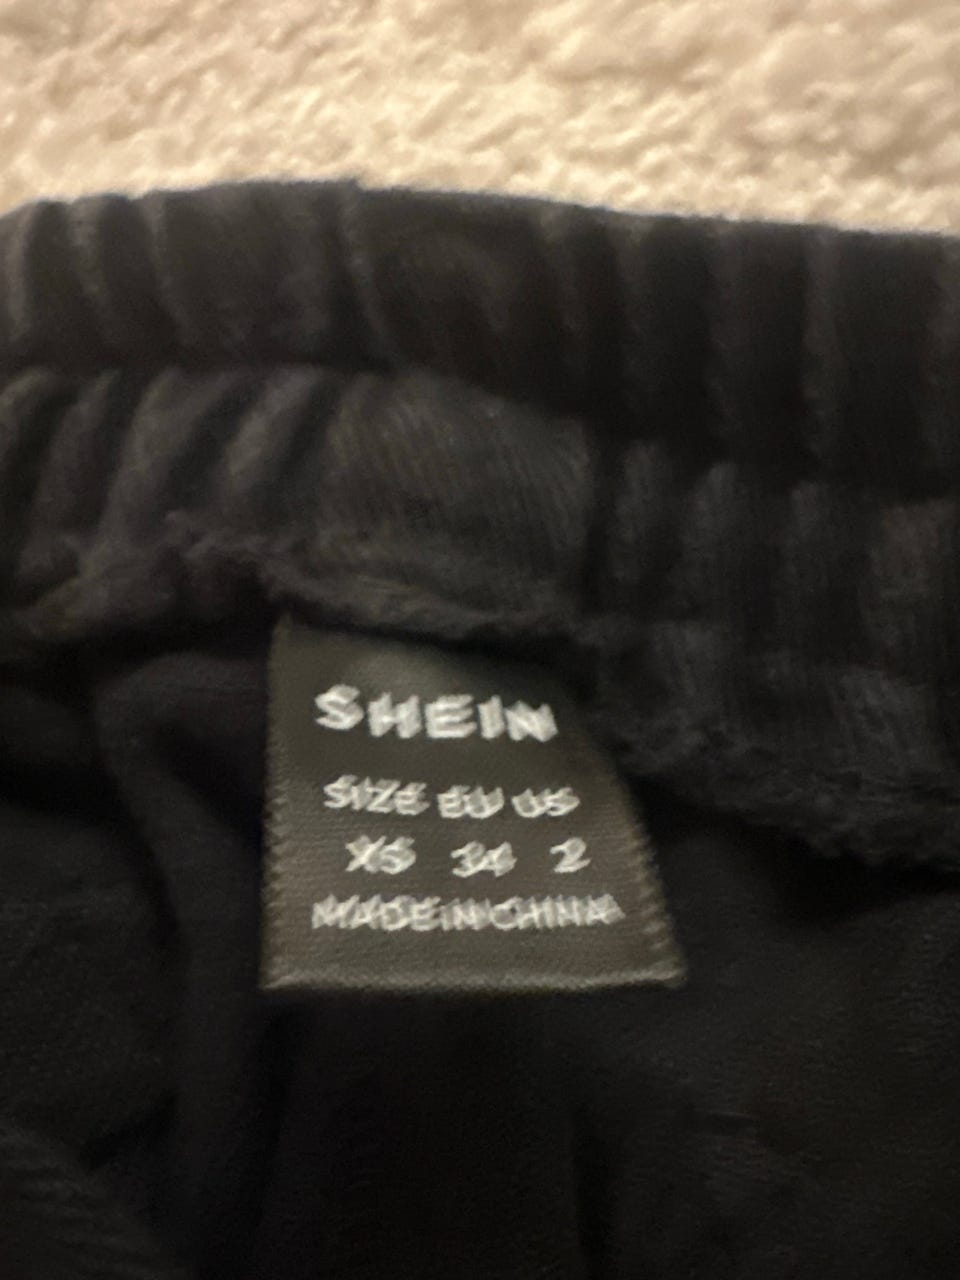 SHEIN
SIZE EU US
XS 34 2
MADE IN CHINA